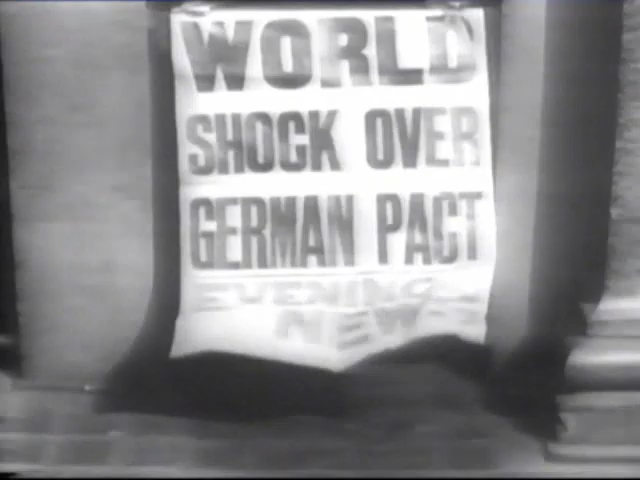 WORLD
SHOCK OVER
GERMAN PACT
EVENING
NEWS